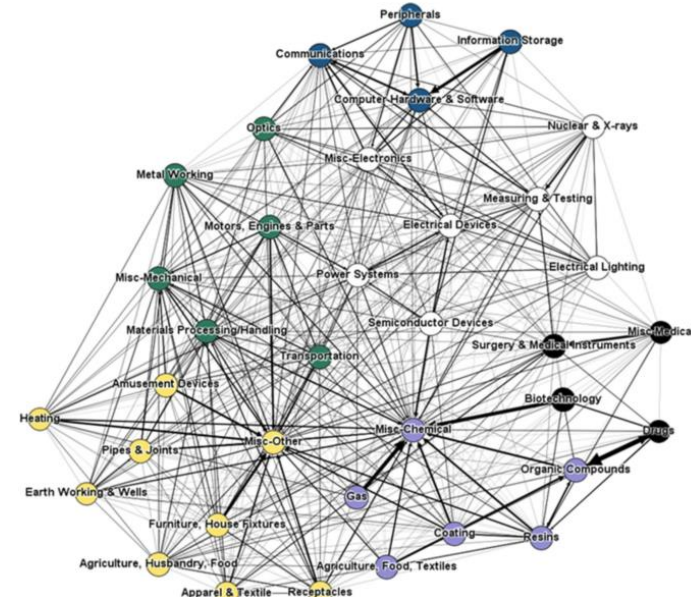 Peripherals
Information Storage
Communications
Computer Hardware & Software
Nuclear & X-rays
Optics
Misc-Electronics
Metal Working
Measuring & Testing
Motors, Engines & Parts
Electrical Devices
Electrical Lighting
Misc-Mechanical
Power Systems
Semiconductor Devices
Materials Processing/Handling
Misc-Medica
Surgery & Medical Instruments
Transportation
Amusement Devices
Biotechnology
Heating
Misc-Chemical
Drugs
Misc-Other
Pipes & Joints
Organic Compounds
Earth Working & Wells
Gas
Furniture, House Fixtures
Coating
Resins
Agriculture, Husbandry, Food
Agriculture, Food, Textiles
Apparel & Textile
Receptacles